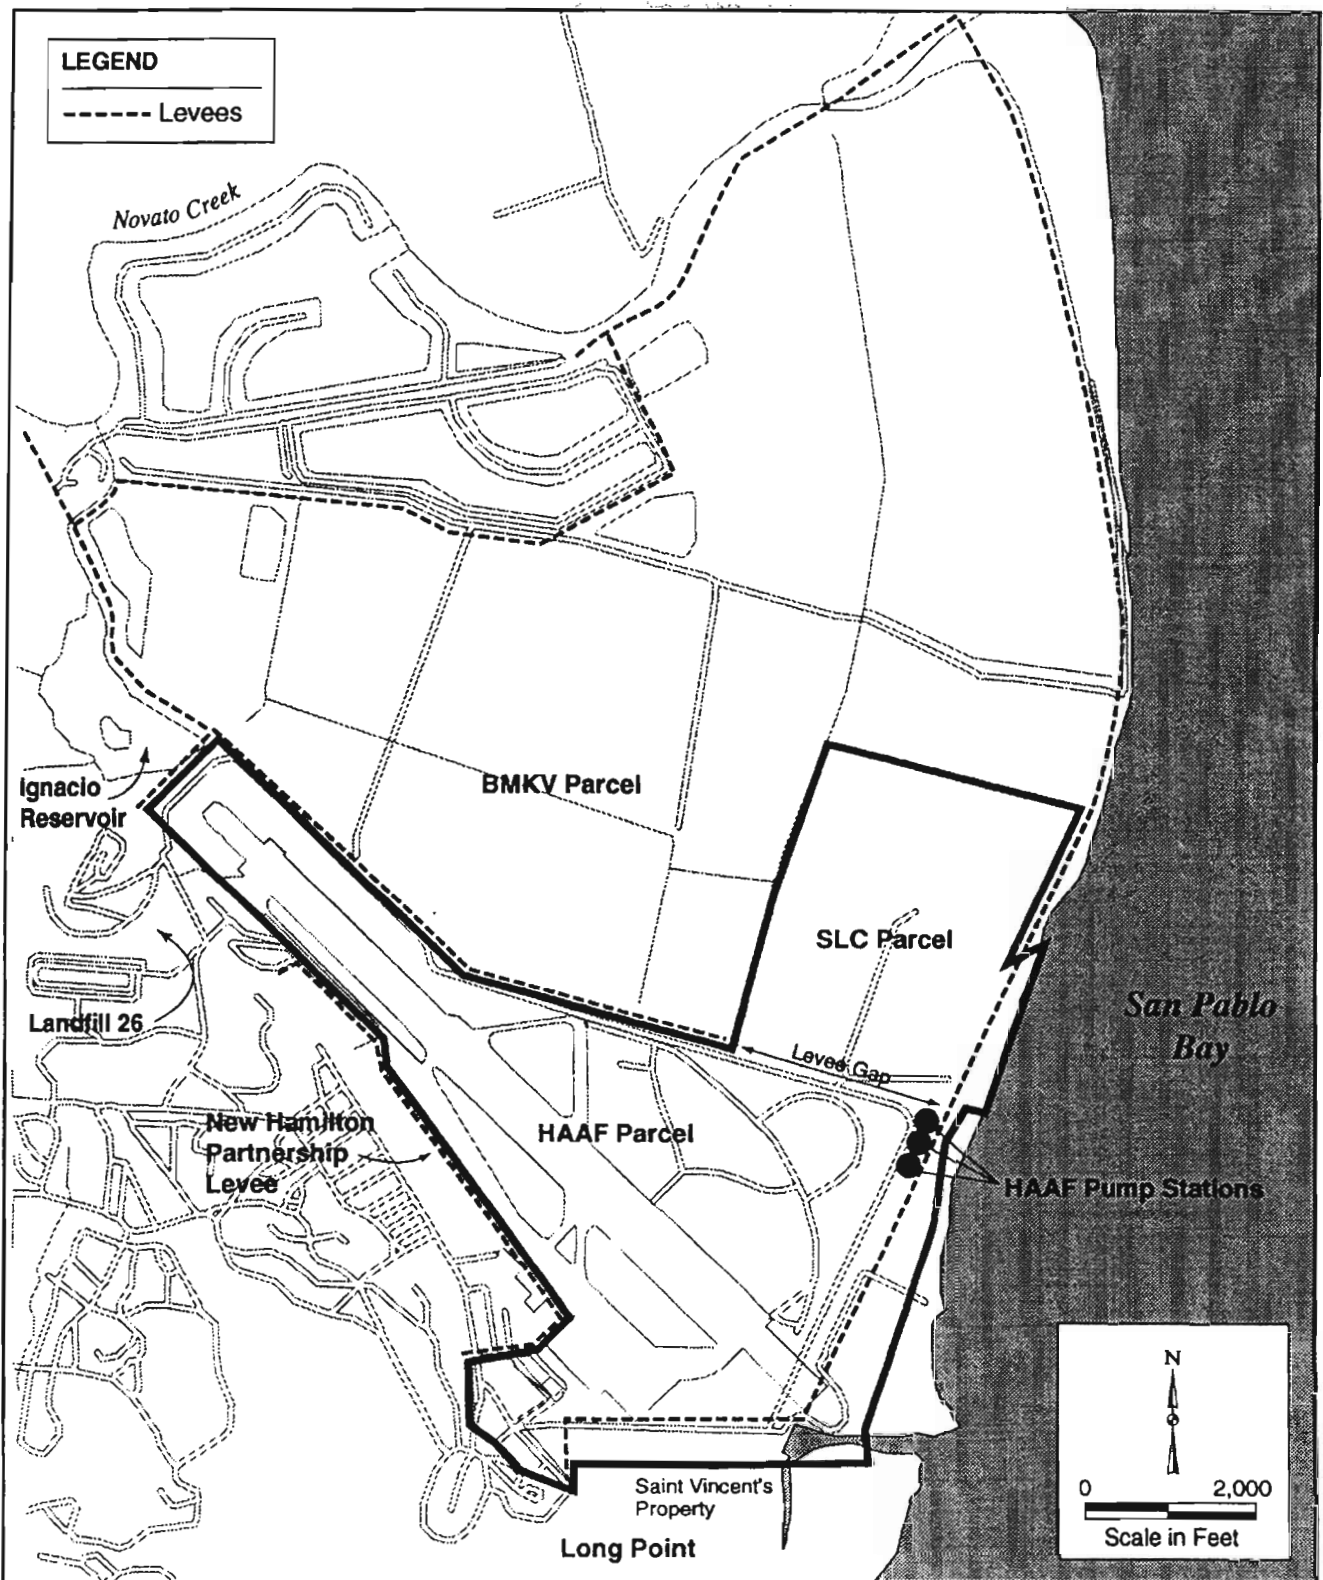 LEGEND
Levees
Novato Creek
Ignacio
Reservoir
BMKV Parcel
SLC Parcel
San Pablo
Bay
Landfill 26
Levee Gap
New Hamilton
Partnership
Levee
HAAF Parcel
HAAF Pump Stations
N
0 2,000
Scale in Feet
Saint Vincent's
Property
Long Point